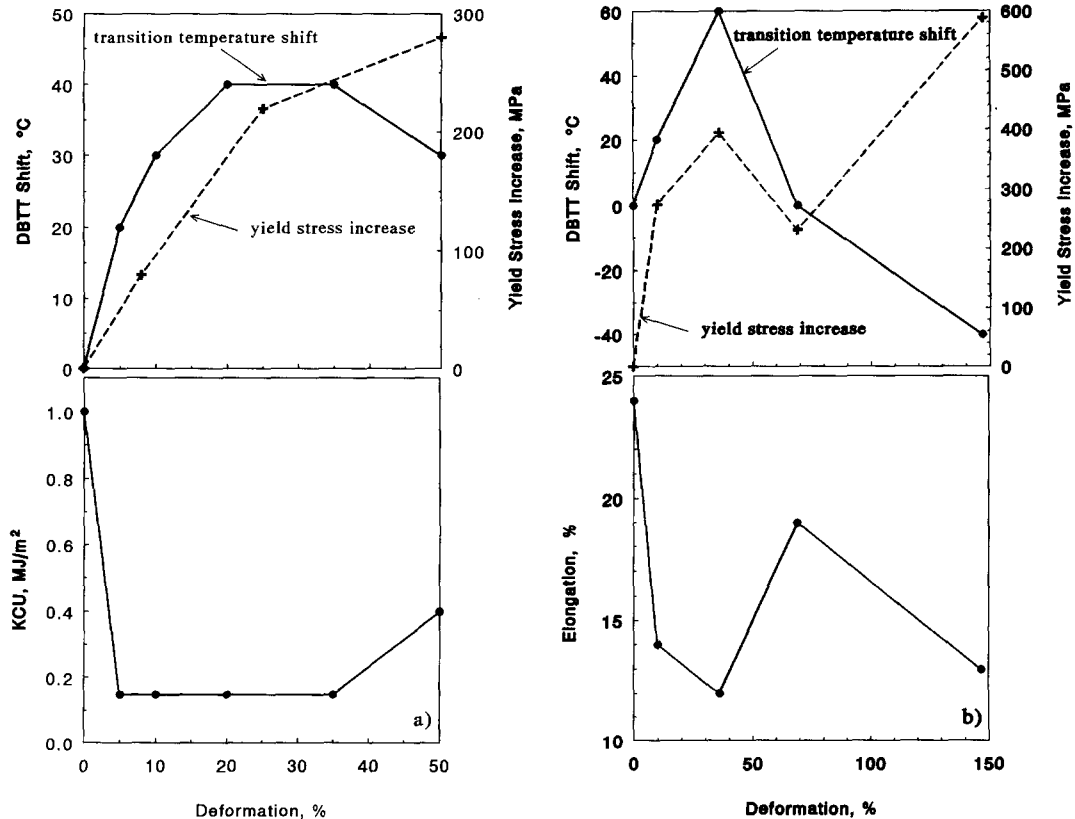 50
40
30
20
10
0
DBTT Shift, °C
300
200
100
0
Yield Stress Increase, MPa
transition temperature shift
yield stress increase
1.0
0.8
0.6
0.4
0.2
0.0
KCU, MJ/m²
a)
0 10 20 30 40 50
Deformation, %
60
40
20
0
-20
-40
DBTT Shift, °C
600
500
400
300
200
100
0
Yield Stress Increase, MPa
transition temperature shift
yield stress increase
25
20
15
10
Elongation, %
b)
0 50 100 150
Deformation, %